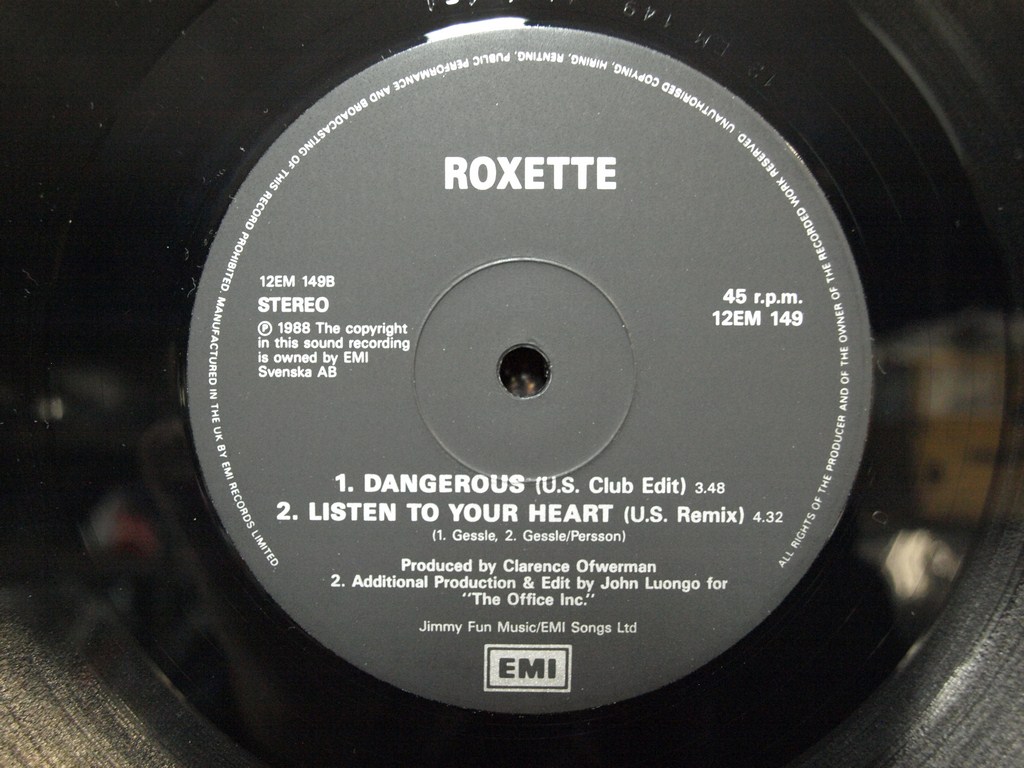 ROXETTE
12EM 149B
STEREO
℗ 1988 The copyright
in this sound recording
is owned by EMI
Svenska AB
45 r.p.m.
12EM 149
1. DANGEROUS (U.S. Club Edit) 3.48
2. LISTEN TO YOUR HEART (U.S. Remix) 4.32
(1. Gessle, 2. Gessle/Persson)
Produced by Clarence Ofwerman
2. Additional Production & Edit by John Luongo for
"The Office Inc."
Jimmy Fun Music/EMI Songs Ltd
EMI
ALL RIGHTS OF THE PRODUCER AND OF THE OWNER OF THE RECORDED WORK RESERVED. UNAUTHORISED COPYING, HIRING, RENTING, PUBLIC PERFORMANCE AND BROADCASTING OF THIS RECORD PROHIBITED. MANUFACTURED IN THE UK BY EMI RECORDS LIMITED.